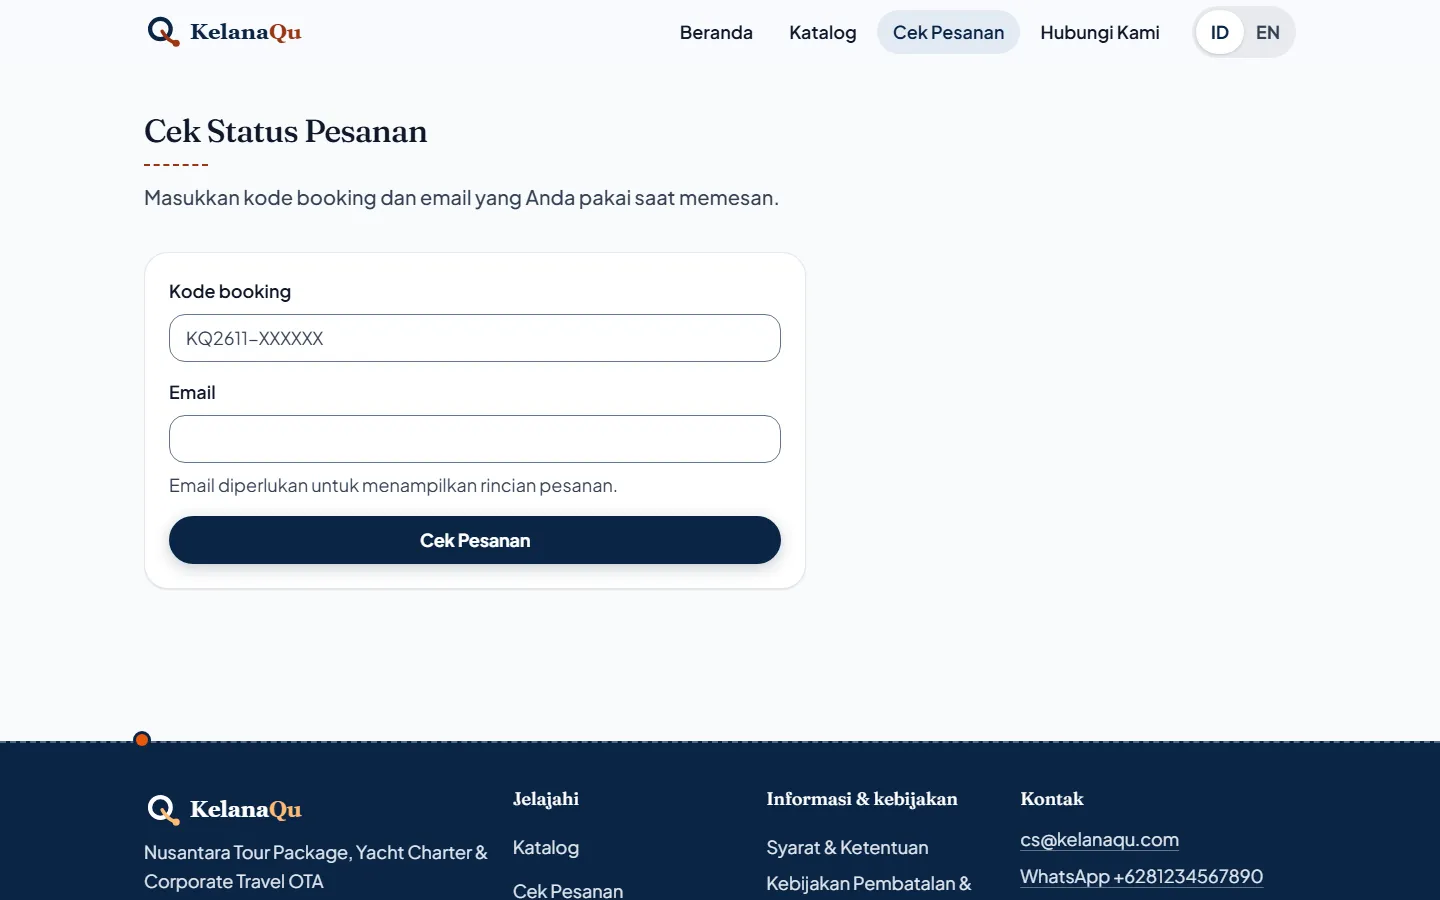 KelanaQu
Beranda
Katalog
Cek Pesanan
Hubungi Kami
ID
EN
Cek Status Pesanan
Masukkan kode booking dan email yang Anda pakai saat memesan.
Kode booking
KQ2611-XXXXXX
Email
Email diperlukan untuk menampilkan rincian pesanan.
Cek Pesanan
KelanaQu
Nusantara Tour Package, Yacht Charter &
Corporate Travel OTA
Jelajahi
Katalog
Cek Pesanan
Informasi & kebijakan
Syarat & Ketentuan
Kebijakan Pembatalan &
Kontak
cs@kelanaqu.com
WhatsApp +6281234567890